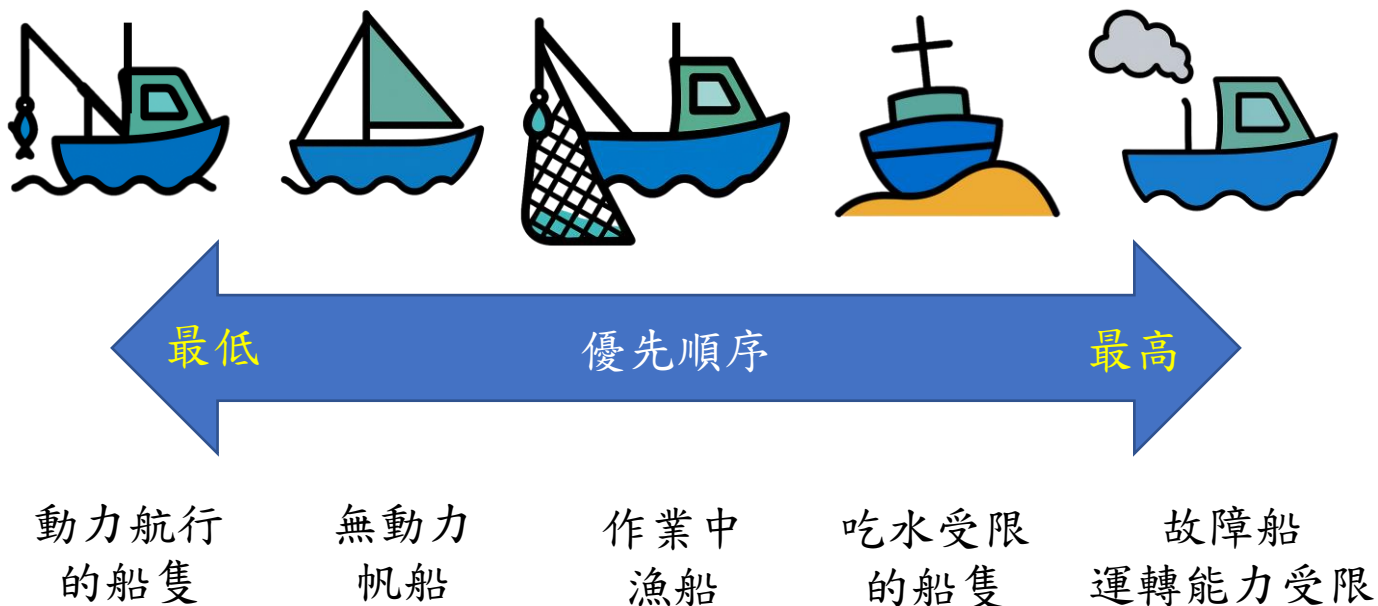 最低
優先順序
最高
動力航行
的船隻
無動力
帆船
作業中
漁船
吃水受限
的船隻
故障船
運轉能力受限